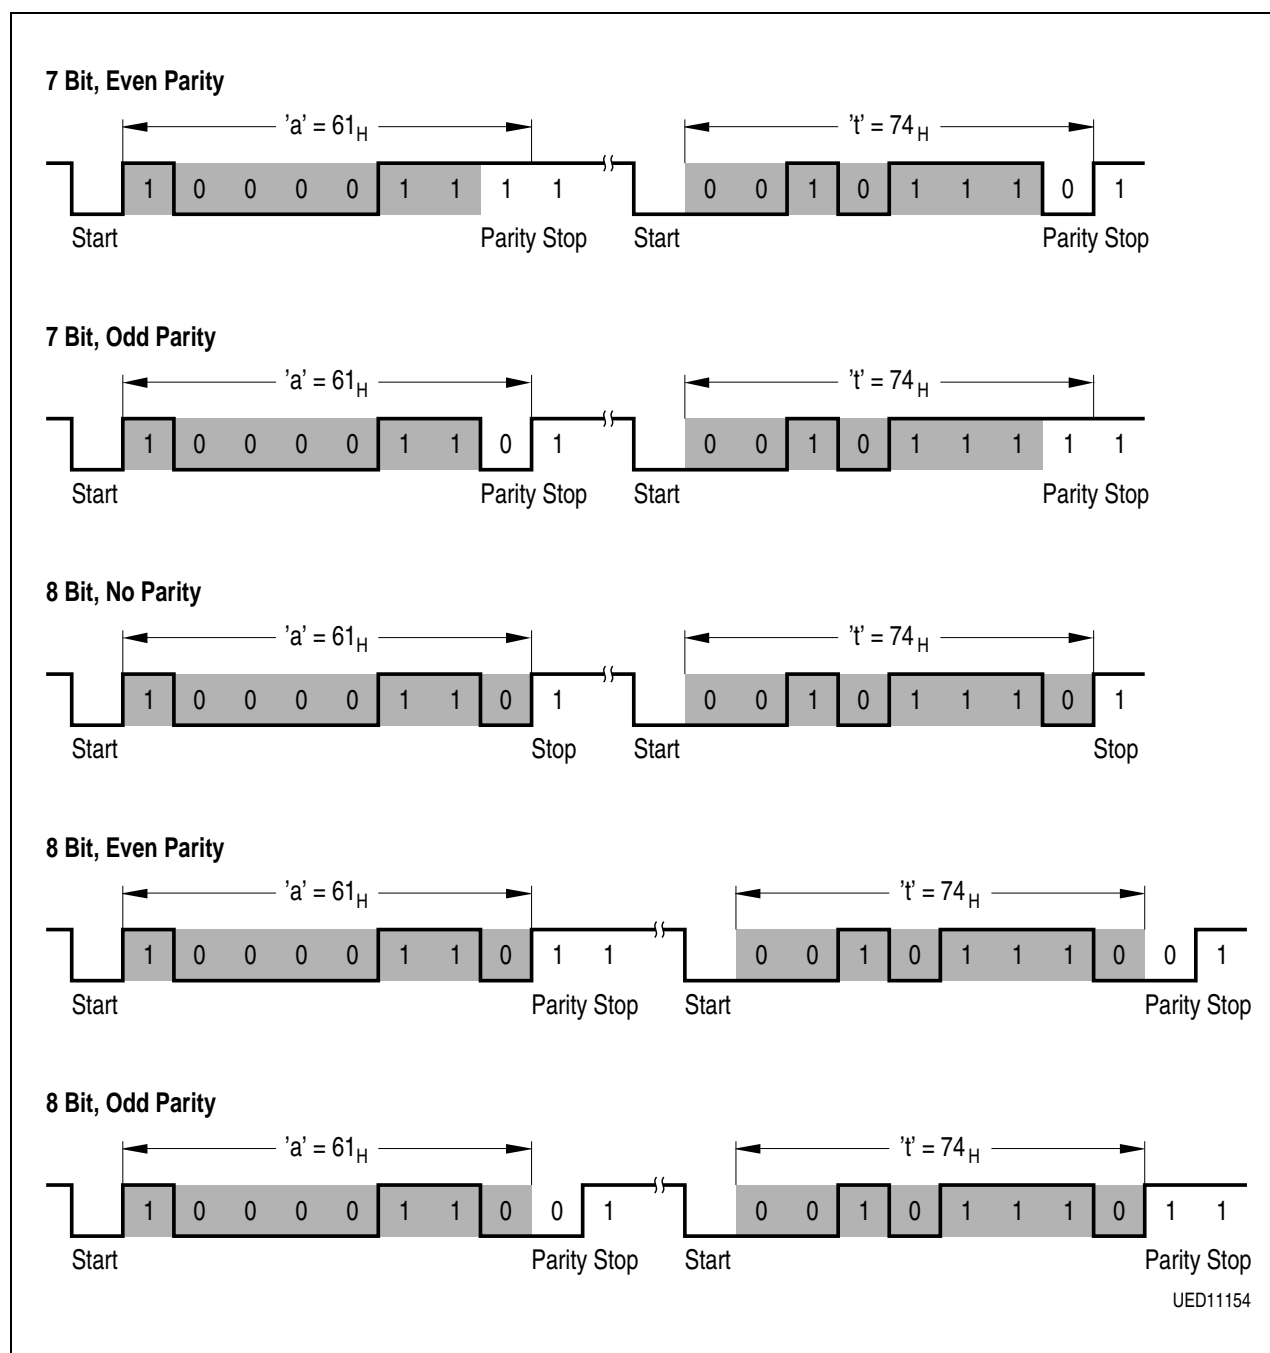 7 Bit, Even Parity
'a' = 61H 't' = 74H
1 0 0 0 0 1 1 1 1 0 0 1 0 1 1 1 0 1
Start Parity Stop Start Parity Stop
7 Bit, Odd Parity
'a' = 61H 't' = 74H
1 0 0 0 0 1 1 0 1 0 0 1 0 1 1 1 1 1
Start Parity Stop Start Parity Stop
8 Bit, No Parity
'a' = 61H 't' = 74H
1 0 0 0 0 1 1 0 1 0 0 1 0 1 1 1 0 1
Start Stop Start Stop
8 Bit, Even Parity
'a' = 61H 't' = 74H
1 0 0 0 0 1 1 0 1 1 0 0 1 0 1 1 1 0 0 1
Start Parity Stop Start Parity Stop
8 Bit, Odd Parity
'a' = 61H 't' = 74H
1 0 0 0 0 1 1 0 0 1 0 0 1 0 1 1 1 0 1 1
Start Parity Stop Start Parity Stop
UED11154